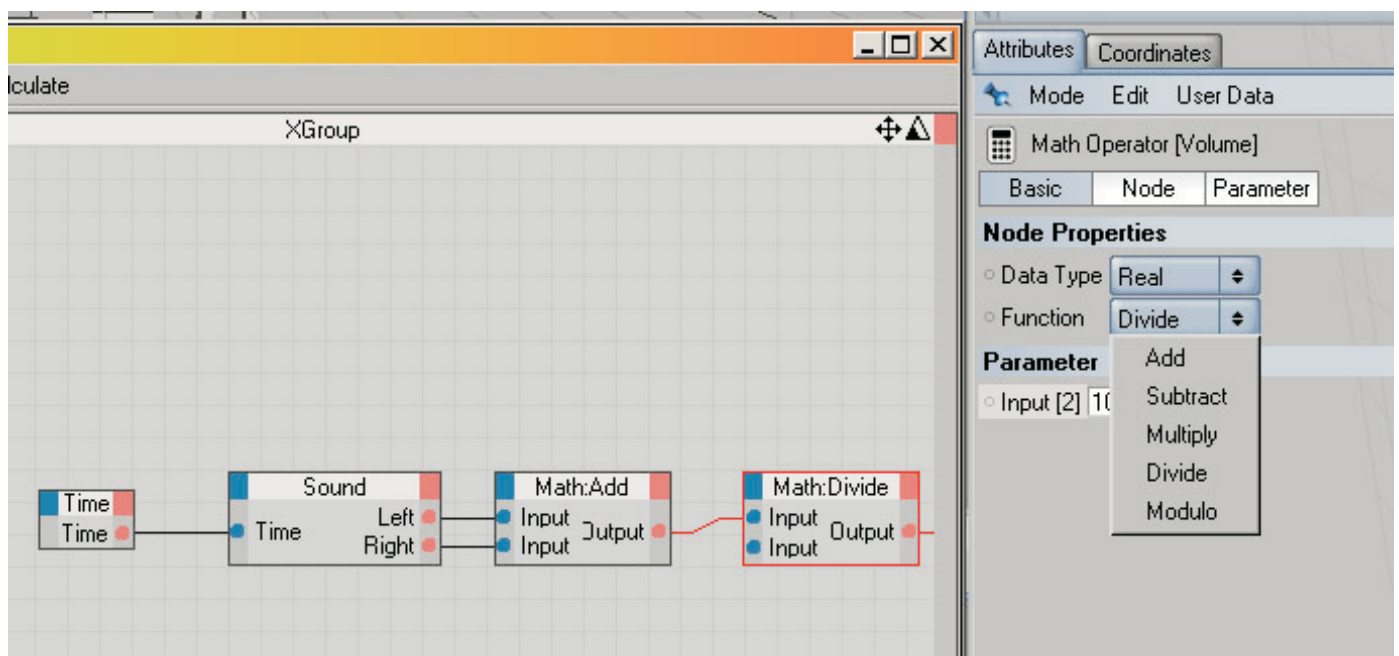 lculate
XGroup
Time
Time
Sound
Left
Time
Right
Math:Add
Input
Output
Input
Math:Divide
Input
Output
Input
Attributes Coordinates
Mode Edit User Data
Math Operator [Volume]
Basic Node Parameter
Node Properties
Data Type Real
Function Divide
Add
Subtract
Multiply
Divide
Modulo
Parameter
Input [2] 10